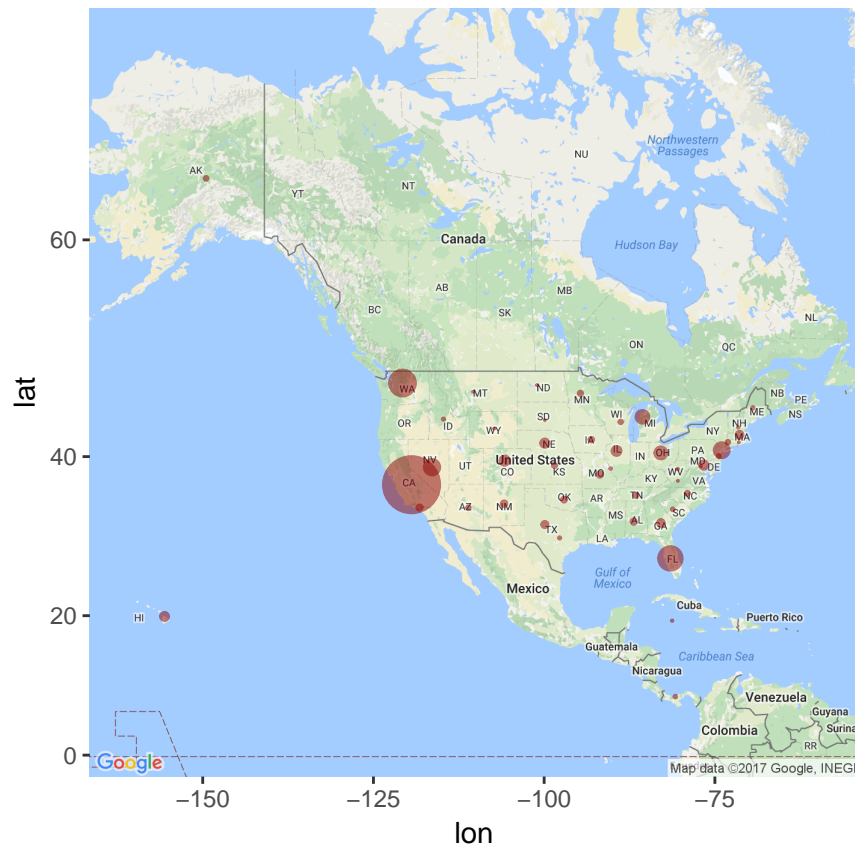 Northwestern
Passages
NU
AK
YT
NT
60
Canada
Hudson Bay
AB
MB
SK
BC
NL
ON
QC
WA
MT
ND
MN
NB
PE
ME
NS
OR
ID
SD
WI
MI
NH
WY
NY
MA
IA
NE
lat
40
NV
UT
United States
IL
IN
OH
PA
MD
DE
CO
KS
MO
WV
VA
KY
CA
OK
AR
TN
NC
AZ
NM
MS
AL
SC
GA
TX
LA
FL
Gulf of
Mexico
Mexico
20
HI
Cuba
Puerto Rico
Guatemala
Caribbean Sea
Nicaragua
Venezuela
Guyana
Colombia
Surina
RR
0
Google
Map data ©2017 Google, INEGI
−150
−125
−100
−75
lon